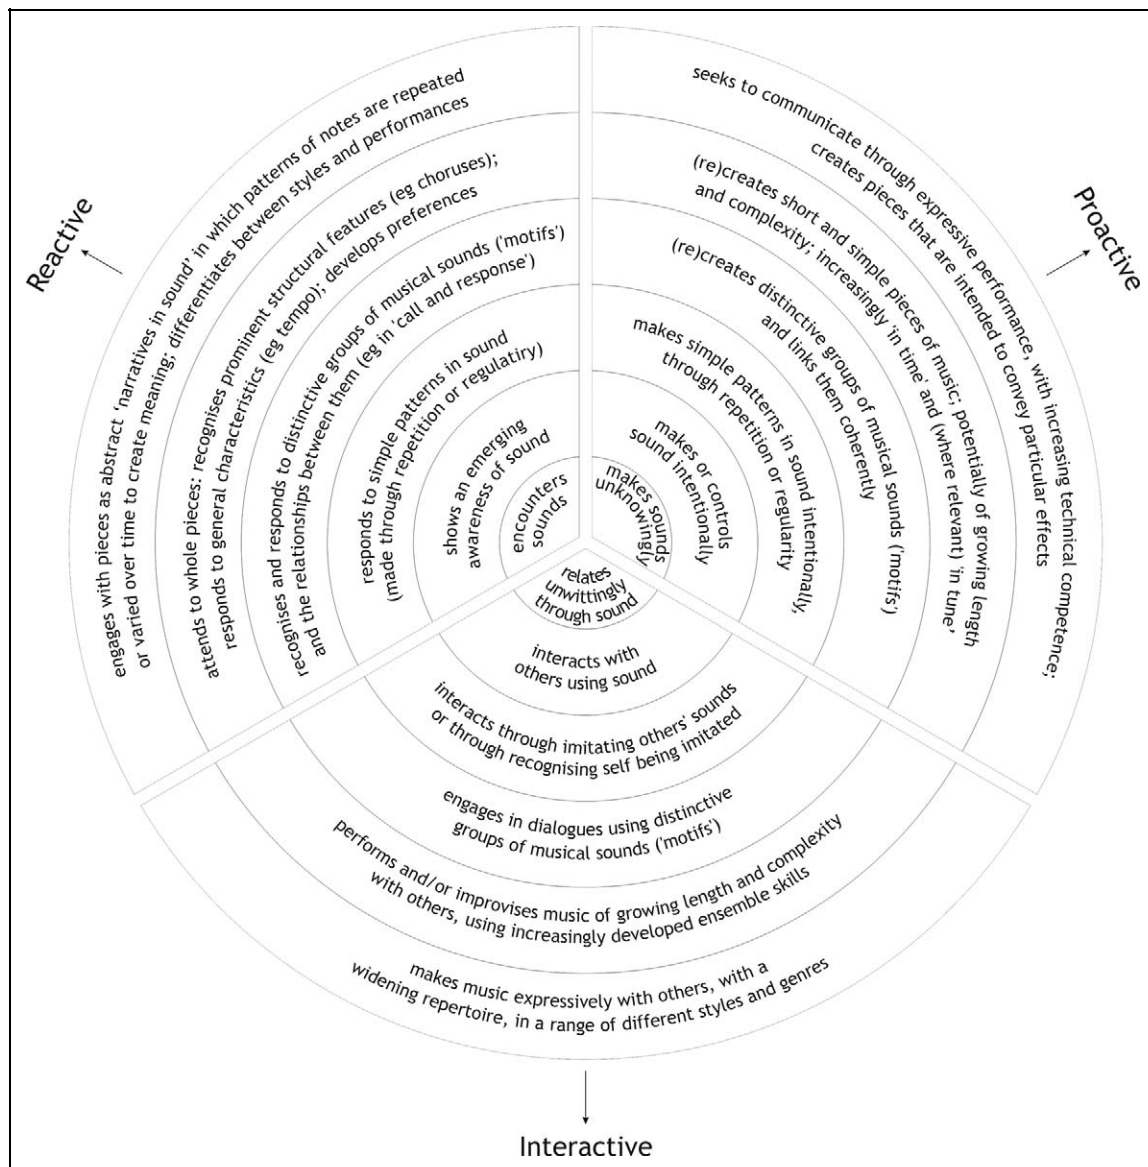 Reactive
engages with pieces as abstract ‘narratives in sound’ in which patterns of notes are repeated
or varied over time to create meaning; differentiates between styles and performances
attends to whole pieces; recognises prominent structural features (eg choruses);
responds to general characteristics (eg tempo); develops preferences
recognises and responds to distinctive groups of musical sounds ('motifs')
and the relationships between them (eg in 'call and response')
responds to simple patterns in sound
(made through repetition or regulatiry)
shows an emerging
awareness of sound
encounters
sounds
Proactive
seeks to communicate through expressive performance, with increasing technical competence;
creates pieces that are intended to convey particular effects
(re)creates short and simple pieces of music; potentially of growing length
and complexity; increasingly 'in time' and (where relevant) 'in tune'
(re)creates distinctive groups of musical sounds ('motifs')
and links them coherently
makes simple patterns in sound intentionally,
through repetition or regularity
makes or controls
sound intentionally
makes sounds
unknowingly
relates
unwittingly
through sound
interacts with
others using sound
interacts through imitating others' sounds
or through recognising self being imitated
engages in dialogues using distinctive
groups of musical sounds ('motifs')
performs and/or improvises music of growing length and complexity
with others, using increasingly developed ensemble skills
makes music expressively with others, with a
widening repertoire, in a range of different styles and genres
Interactive